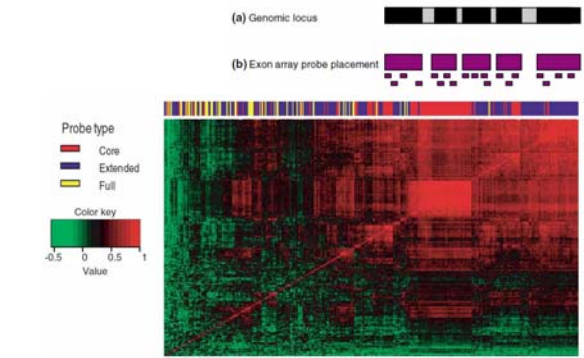 (a) Genomic locus
(b) Exon array probe placement
Probe type
Core
Extended
Full
Color key
-0.5 0 0.5 1
Value